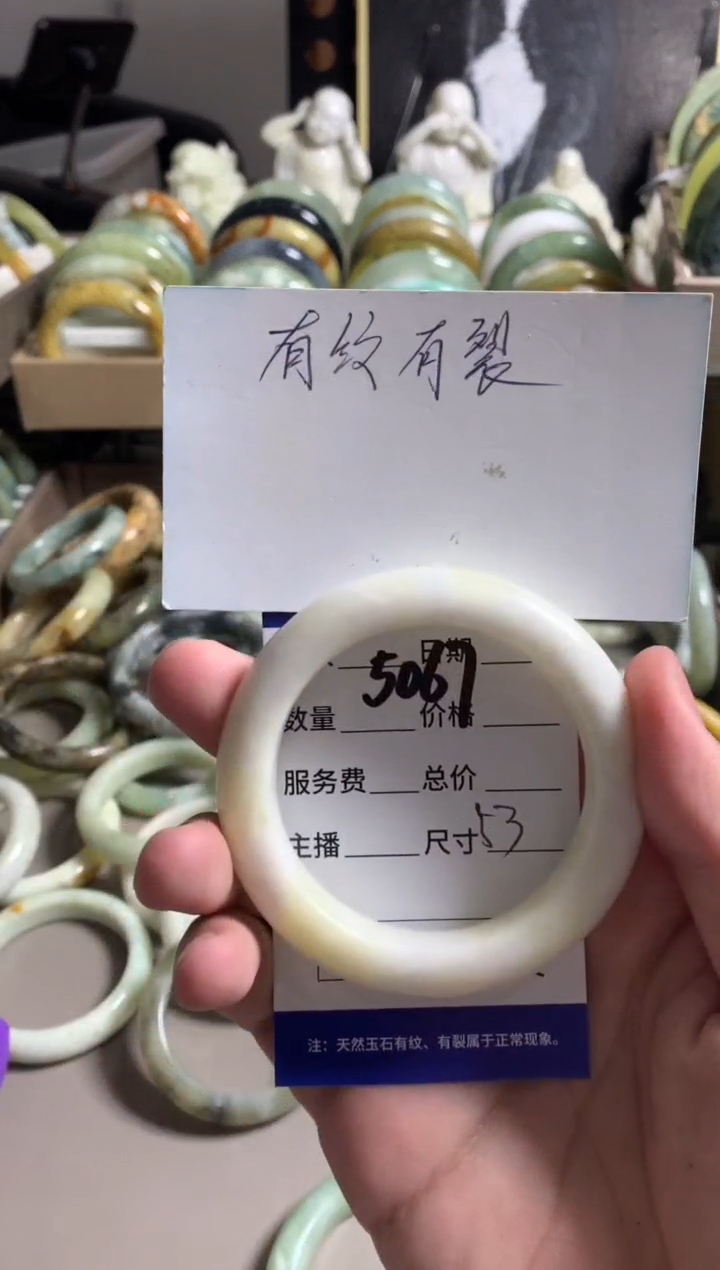 有纹有裂
日期
5067
数量 价格
服务费 总价
主播 尺寸 53
注：天然玉石有纹、有裂属于正常现象。